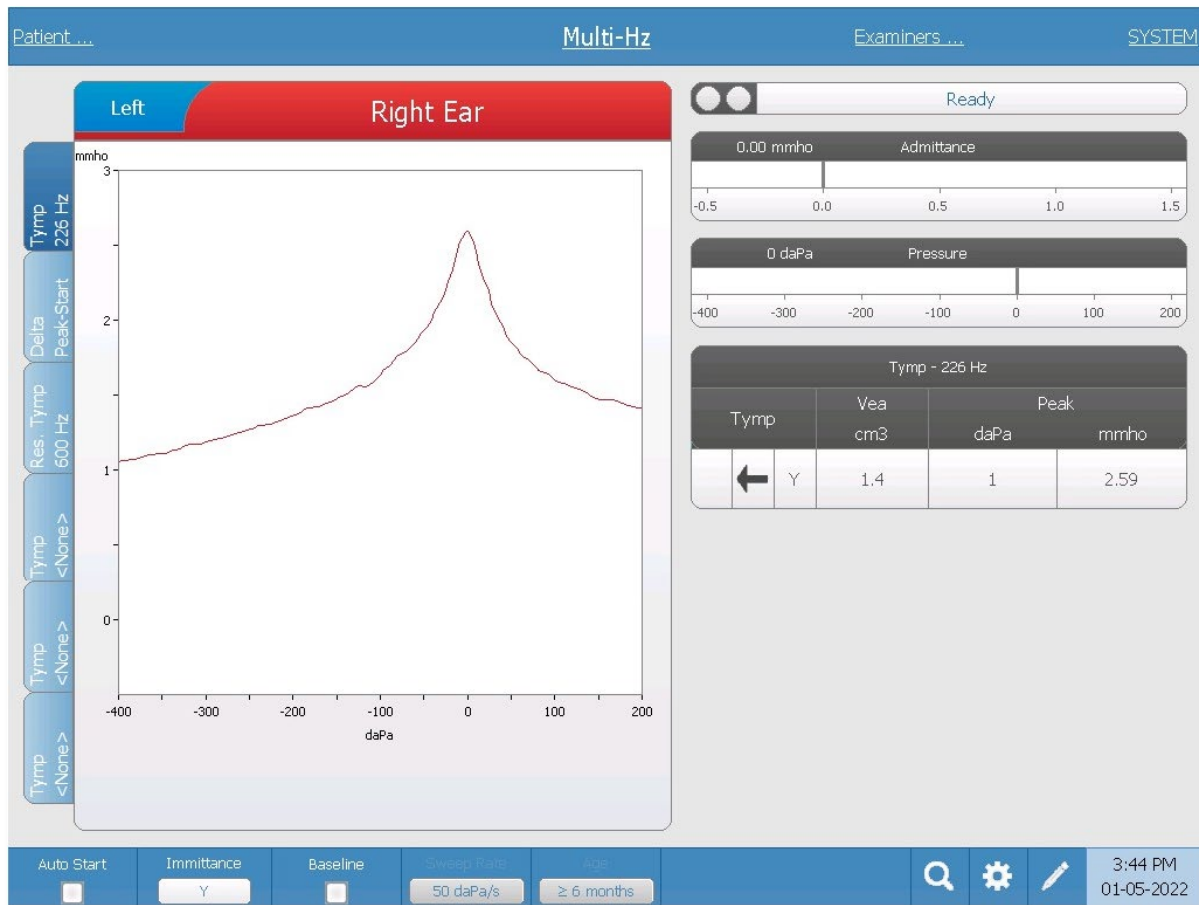 Patient ...
Multi-Hz
Examiners ...
SYSTEM
Left
Right Ear
Tymp
226 Hz
Delta
Peak-Start
Res. Tymp
600 Hz
Tymp
<None>
Tymp
<None>
Tymp
<None>
mmho
3
2
1
0
-400 -300 -200 -100 0 100 200
daPa
Ready
0.00 mmho Admittance
-0.5 0.0 0.5 1.0 1.5
0 daPa Pressure
-400 -300 -200 -100 0 100 200
Tymp - 226 Hz
Tymp Vea Peak
cm3 daPa mmho
Y 1.4 1 2.59
Auto Start
Immittance
Y
Baseline
Sweep Rate
50 daPa/s
Age
≥ 6 months
3:44 PM
01-05-2022